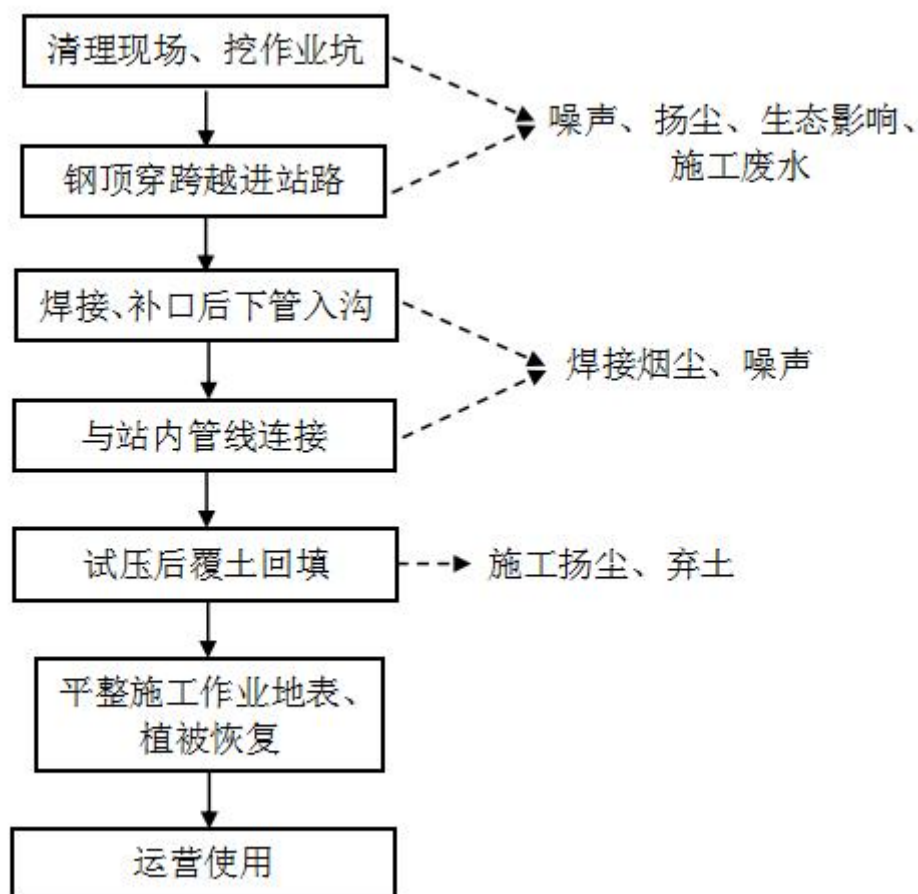 清理现场、挖作业坑
噪声、扬尘、生态影响、
施工废水
钢顶穿跨越进站路
焊接、补口后下管入沟
焊接烟尘、噪声
与站内管线连接
试压后覆土回填
施工扬尘、弃土
平整施工作业地表、
植被恢复
运营使用